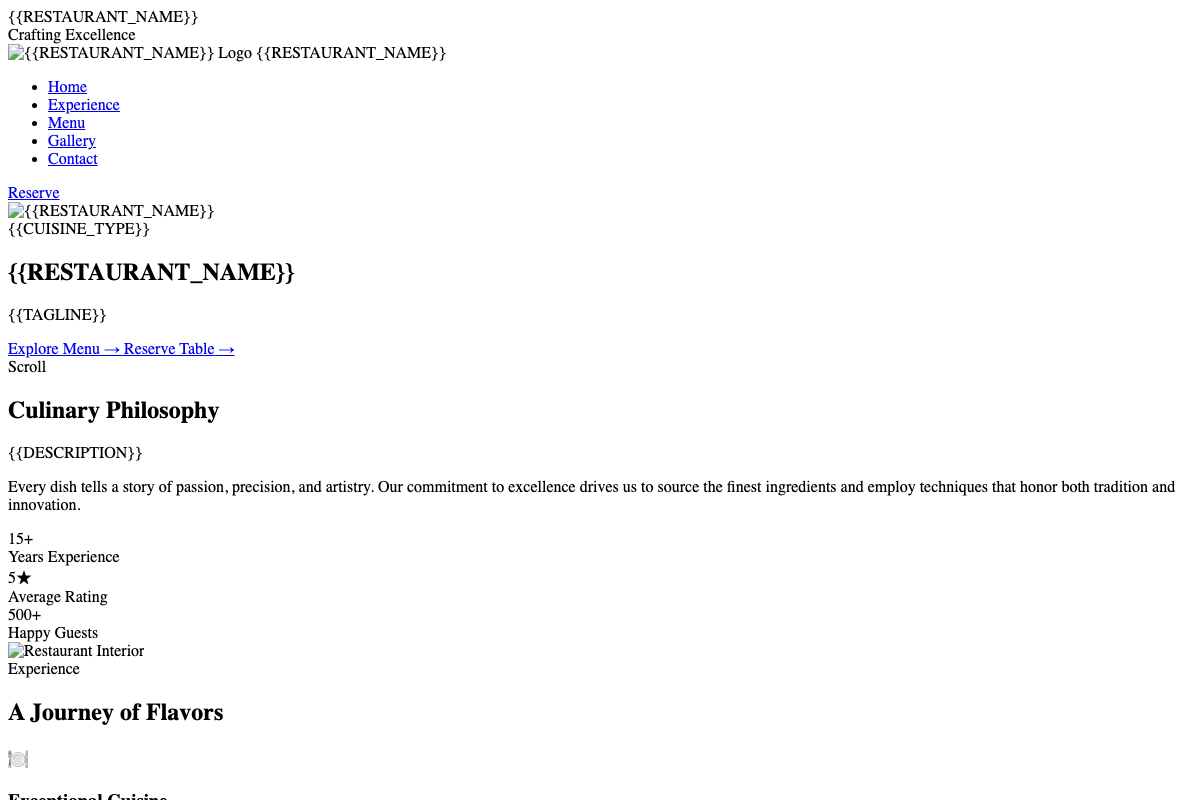 {{RESTAURANT_NAME}}
Crafting Excellence
{{RESTAURANT_NAME}} Logo {{RESTAURANT_NAME}}
Home
Experience
Menu
Gallery
Contact
Reserve
{{RESTAURANT_NAME}}
{{CUISINE_TYPE}}
{{RESTAURANT_NAME}}
{{TAGLINE}}
Explore Menu → Reserve Table →
Scroll
Culinary Philosophy
{{DESCRIPTION}}
Every dish tells a story of passion, precision, and artistry. Our commitment to excellence drives us to source the finest ingredients and employ techniques that honor both tradition and
innovation.
15+
Years Experience
5★
Average Rating
500+
Happy Guests
Restaurant Interior
Experience
A Journey of Flavors
Exceptional Cuisine